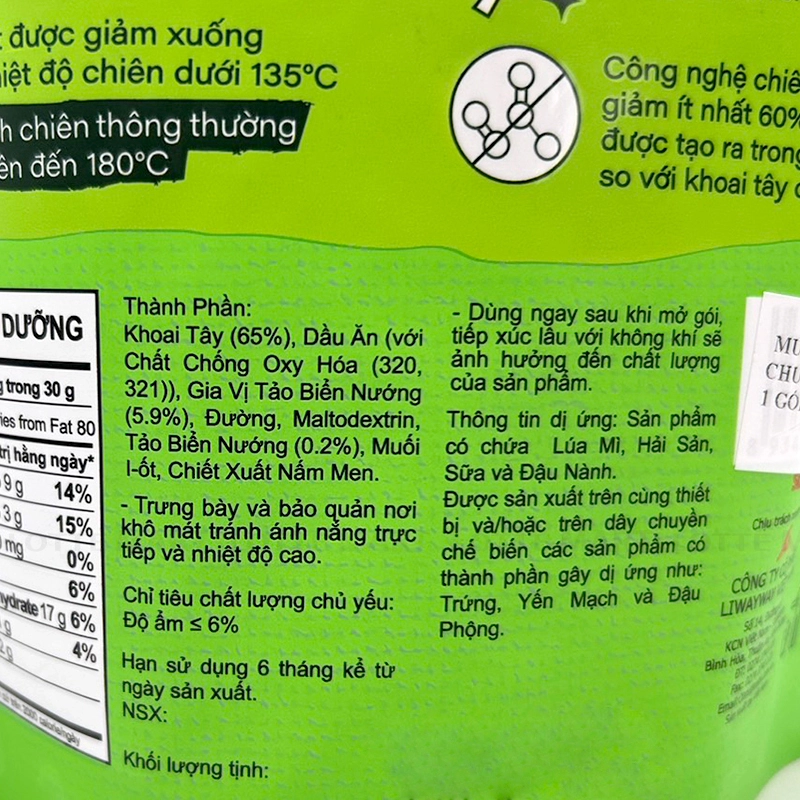 được giảm xuống
nhiệt độ chiên dưới 135°C
chiên thông thường
lên đến 180°C
Công nghệ chiê
giảm ít nhất 60%
được tạo ra trong
so với khoai tây
DƯỠNG
trong 30 g
ies from Fat 80
trị hằng ngày*
9 g 14%
3 g 15%
mg 0%
6%
hydrate 17 g 6%
4%
Thành Phần:
Khoai Tây (65%), Dầu Ăn (với
Chất Chống Oxy Hóa (320,
321)), Gia Vị Tảo Biển Nướng
(5.9%), Đường, Maltodextrin,
Tảo Biển Nướng (0.2%), Muối
I-ốt, Chiết Xuất Nấm Men.
- Trưng bày và bảo quản nơi
khô mát tránh ánh nắng trực
tiếp và nhiệt độ cao.
Chỉ tiêu chất lượng chủ yếu:
Độ ẩm ≤ 6%
Hạn sử dụng 6 tháng kể từ
ngày sản xuất.
NSX:
Khối lượng tịnh:
- Dùng ngay sau khi mở gói,
tiếp xúc lâu với không khí sẽ
ảnh hưởng đến chất lượng
của sản phẩm.
Thông tin dị ứng: Sản phẩm
có chứa Lúa Mì, Hải Sản,
Sữa và Đậu Nành.
Được sản xuất trên cùng thiết
bị và/hoặc trên dây chuyền
chế biến các sản phẩm có
thành phần gây dị ứng như:
Trứng, Yến Mạch và Đậu
Phộng.
MU
CHU
1 GÓ
Chịu trách
CÔNG TY
LIWAYWAY
KCN Việt
Bình Hòa,